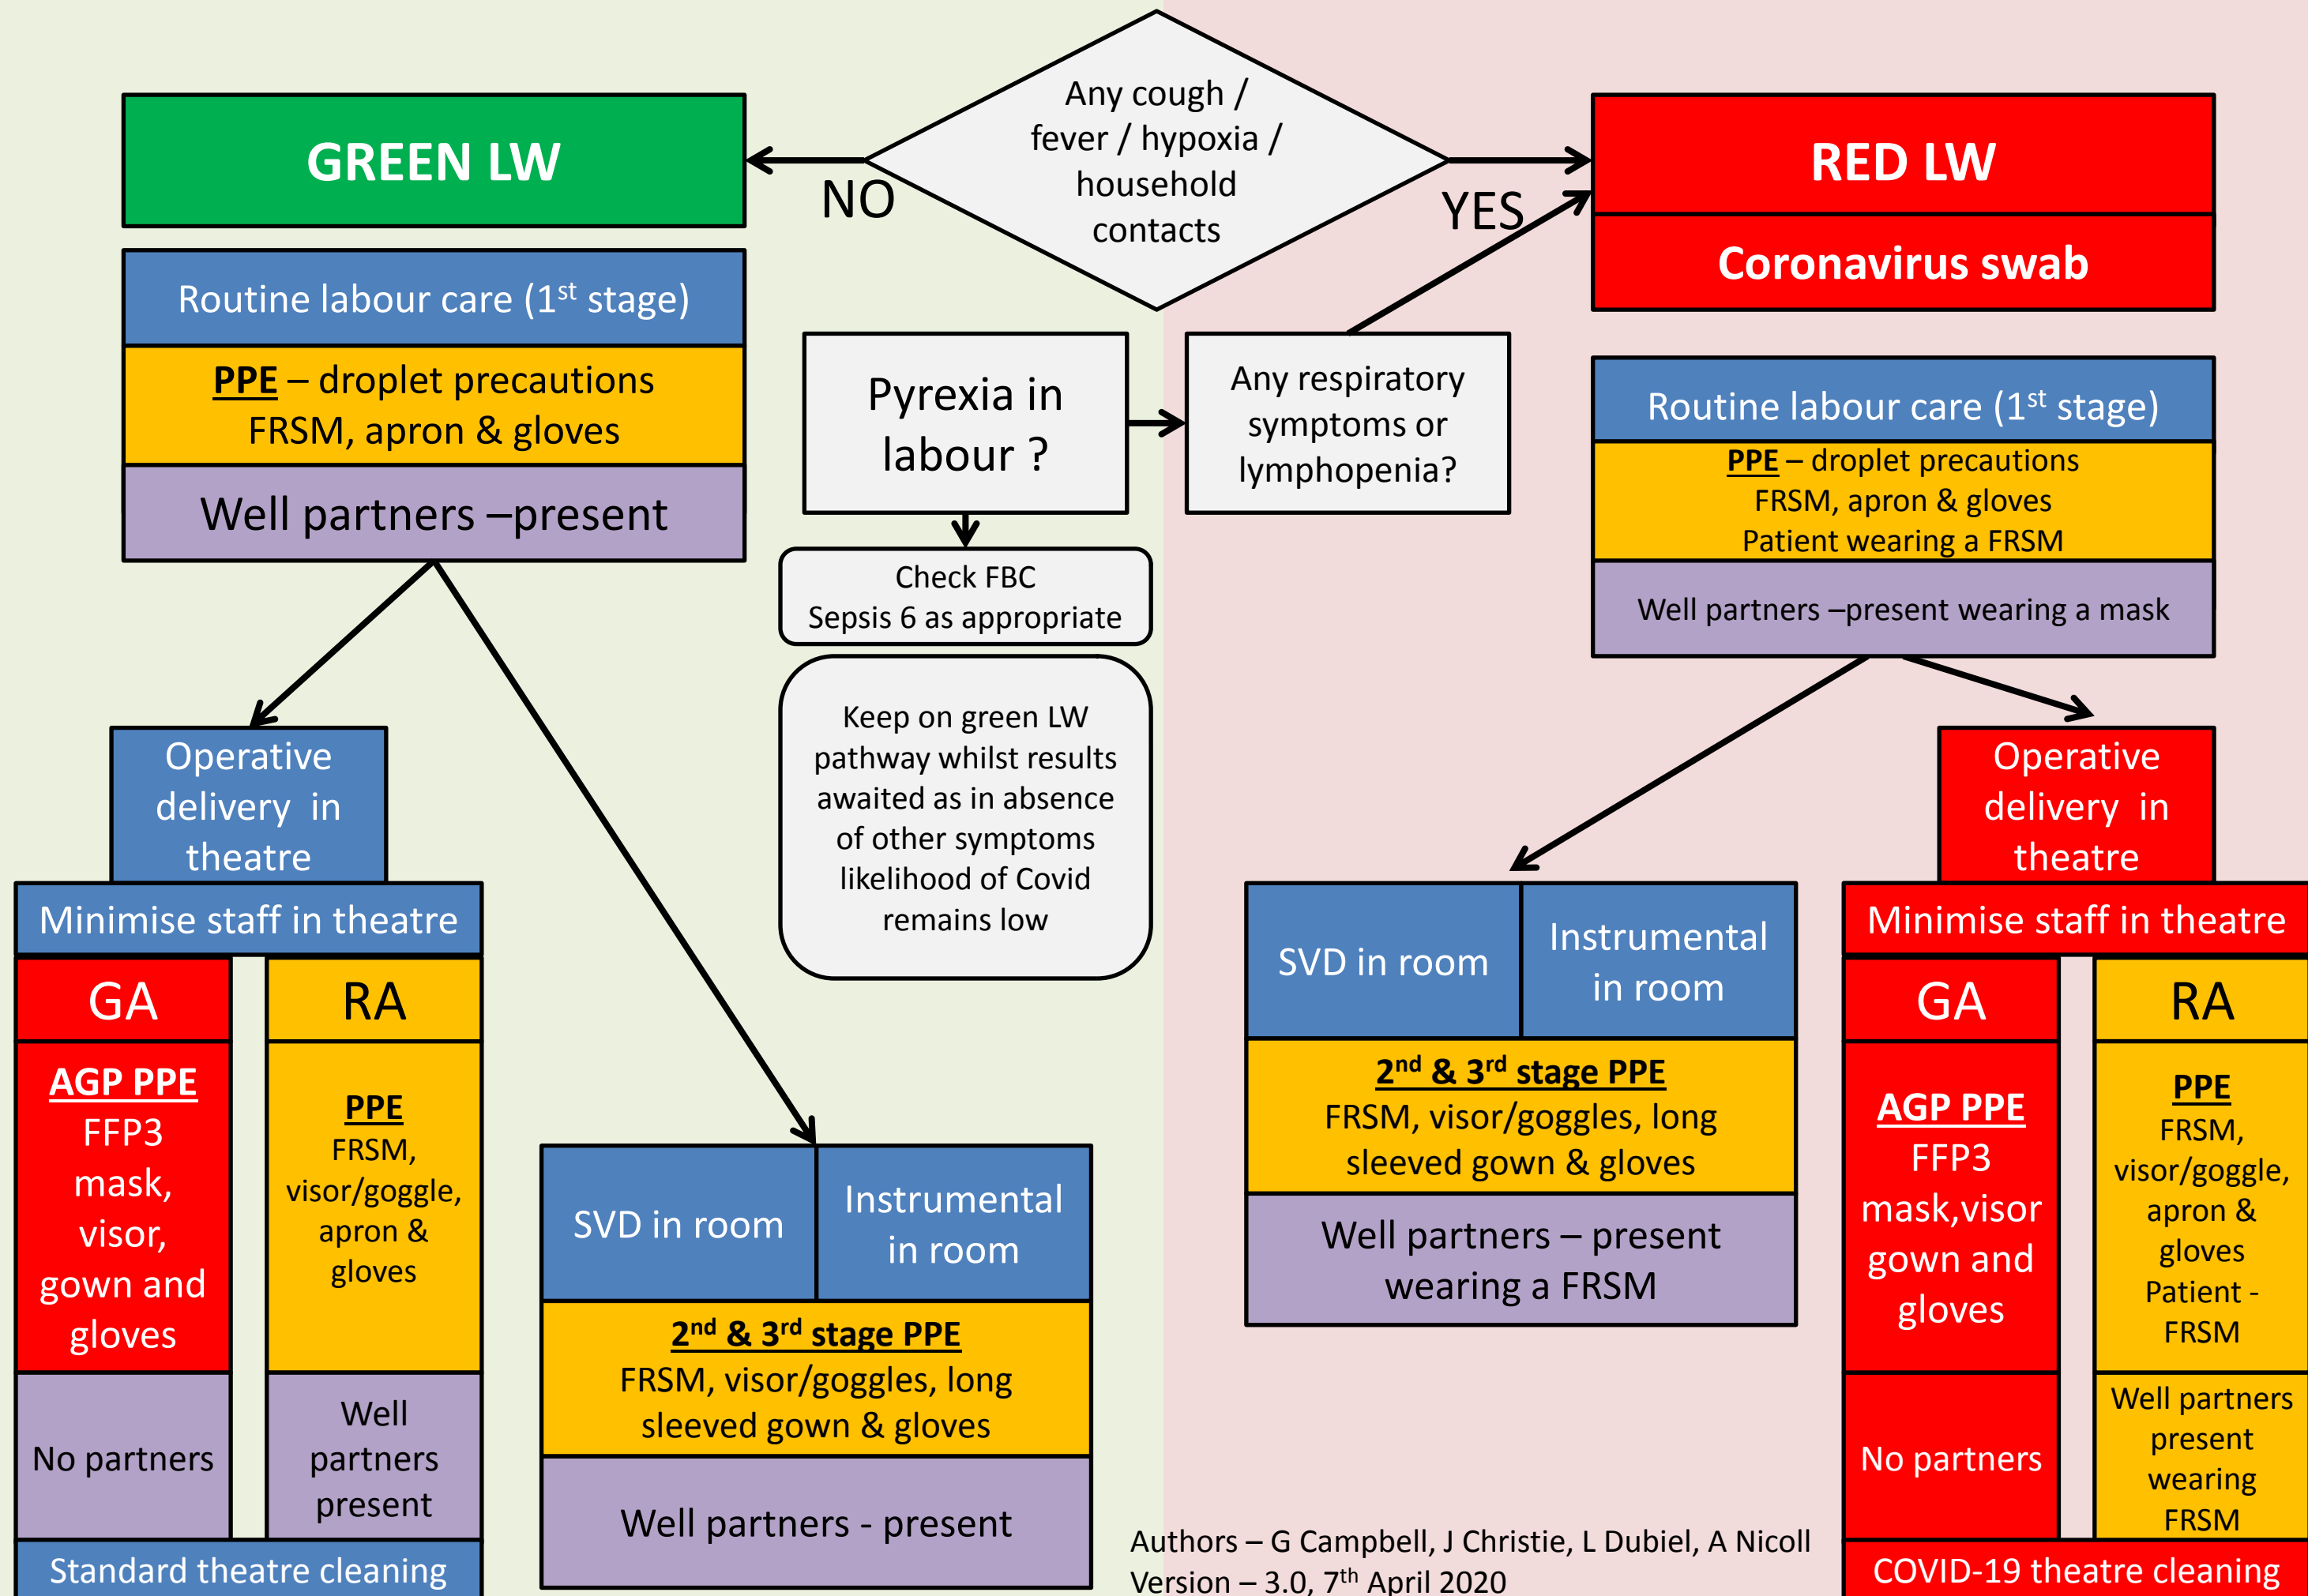 Any cough /
fever / hypoxia /
household
contacts
NO
YES
GREEN LW
Routine labour care (1st stage)
PPE – droplet precautions
FRSM, apron & gloves
Well partners –present
Pyrexia in
labour ?
Any respiratory
symptoms or
lymphopenia?
Check FBC
Sepsis 6 as appropriate
Keep on green LW
pathway whilst results
awaited as in absence
of other symptoms
likelihood of Covid
remains low
RED LW
Coronavirus swab
Routine labour care (1st stage)
PPE – droplet precautions
FRSM, apron & gloves
Patient wearing a FRSM
Well partners –present wearing a mask
Operative
delivery in
theatre
Minimise staff in theatre
GA
AGP PPE
FFP3
mask,
visor,
gown and
gloves
No partners
RA
PPE
FRSM,
visor/goggle,
apron &
gloves
Well
partners
present
Standard theatre cleaning
SVD in room
Instrumental
in room
2nd & 3rd stage PPE
FRSM, visor/goggles, long
sleeved gown & gloves
Well partners - present
SVD in room
Instrumental
in room
2nd & 3rd stage PPE
FRSM, visor/goggles, long
sleeved gown & gloves
Well partners – present
wearing a FRSM
Operative
delivery in
theatre
Minimise staff in theatre
GA
AGP PPE
FFP3
mask,visor
gown and
gloves
No partners
RA
PPE
FRSM,
visor/goggle,
apron &
gloves
Patient -
FRSM
Well partners
present
wearing
FRSM
COVID-19 theatre cleaning
Authors – G Campbell, J Christie, L Dubiel, A Nicoll
Version – 3.0, 7th April 2020